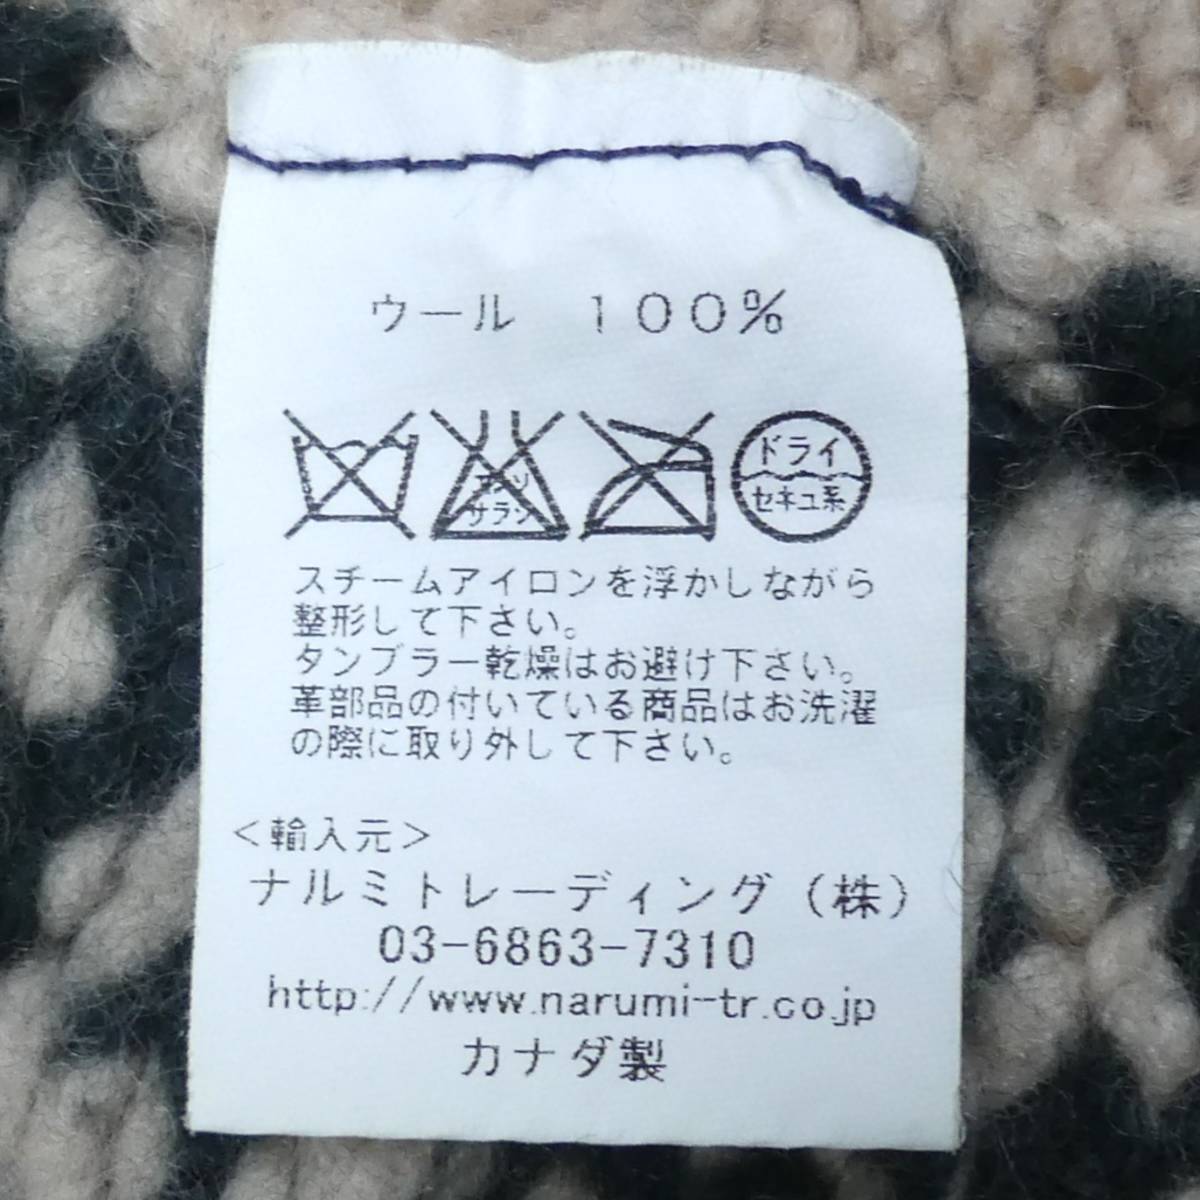 ウール 100%
エンソ
サラシ
ドライ
セキユ系
スチームアイロンを浮かしながら
整形して下さい。
タンブラー乾燥はお避け下さい。
革部品の付いている商品はお洗濯
の際に取り外して下さい。
<輸入元>
ナルミトレーディング(株)
03-6863-7310
http://www.narumi-tr.co.jp
カナダ製